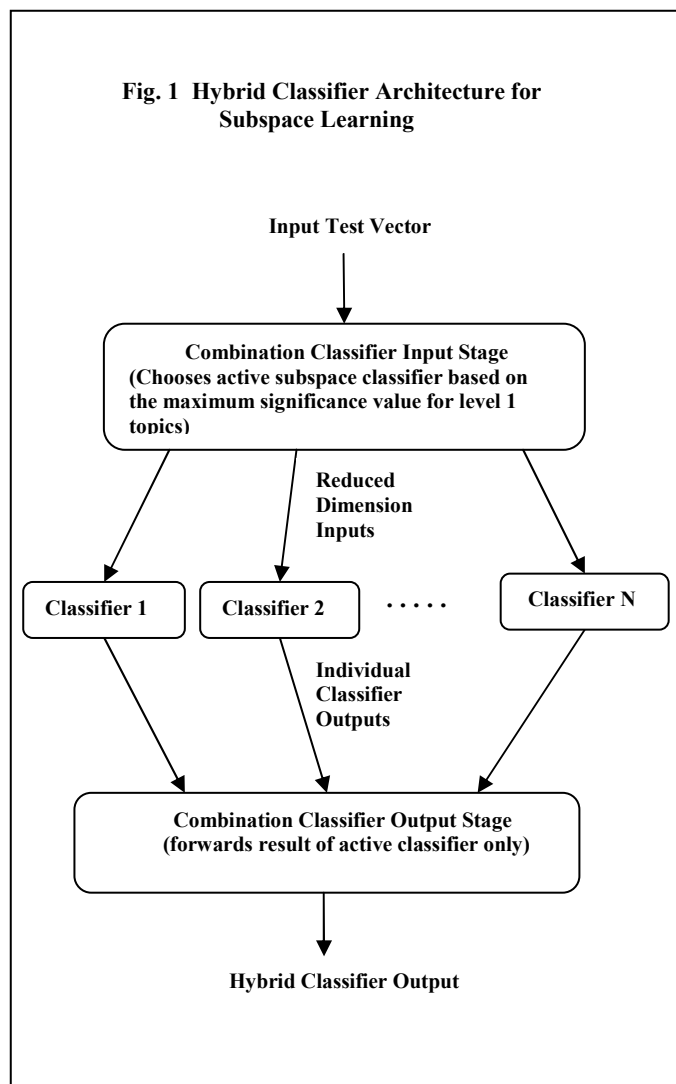 Fig. 1 Hybrid Classifier Architecture for
Subspace Learning
Input Test Vector
Combination Classifier Input Stage
(Chooses active subspace classifier based on
the maximum significance value for level 1
topics)
Reduced
Dimension
Inputs
Classifier 1
Classifier 2
. . . . .
Classifier N
Individual
Classifier
Outputs
Combination Classifier Output Stage
(forwards result of active classifier only)
Hybrid Classifier Output